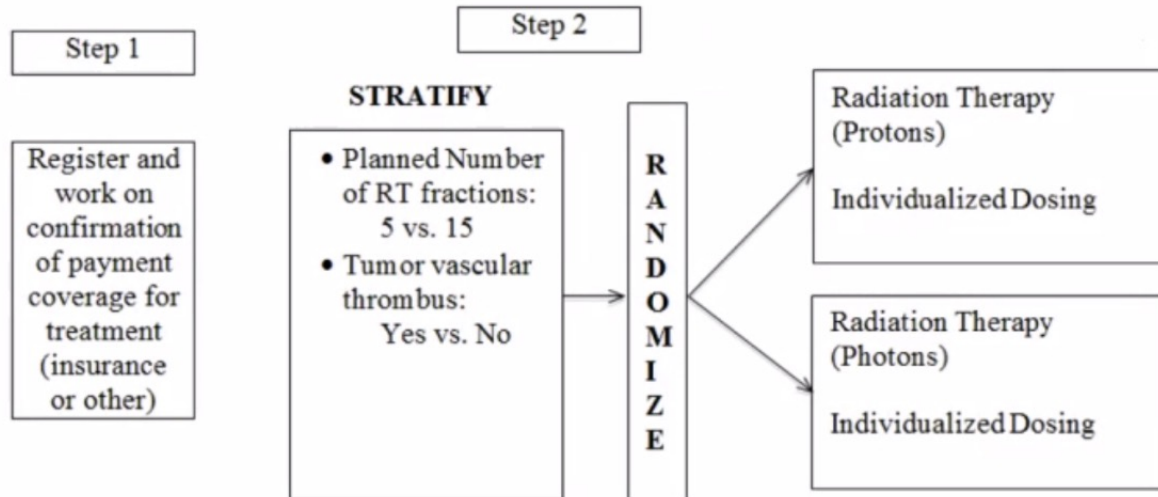 Step 1
Register and
work on
confirmation
of payment
coverage for
treatment
(insurance
or other)
Step 2
STRATIFY
• Planned Number
of RT fractions:
5 vs. 15
• Tumor vascular
thrombus:
Yes vs. No
R
A
N
D
O
M
I
Z
E
Radiation Therapy
(Protons)
Individualized Dosing
Radiation Therapy
(Photons)
Individualized Dosing